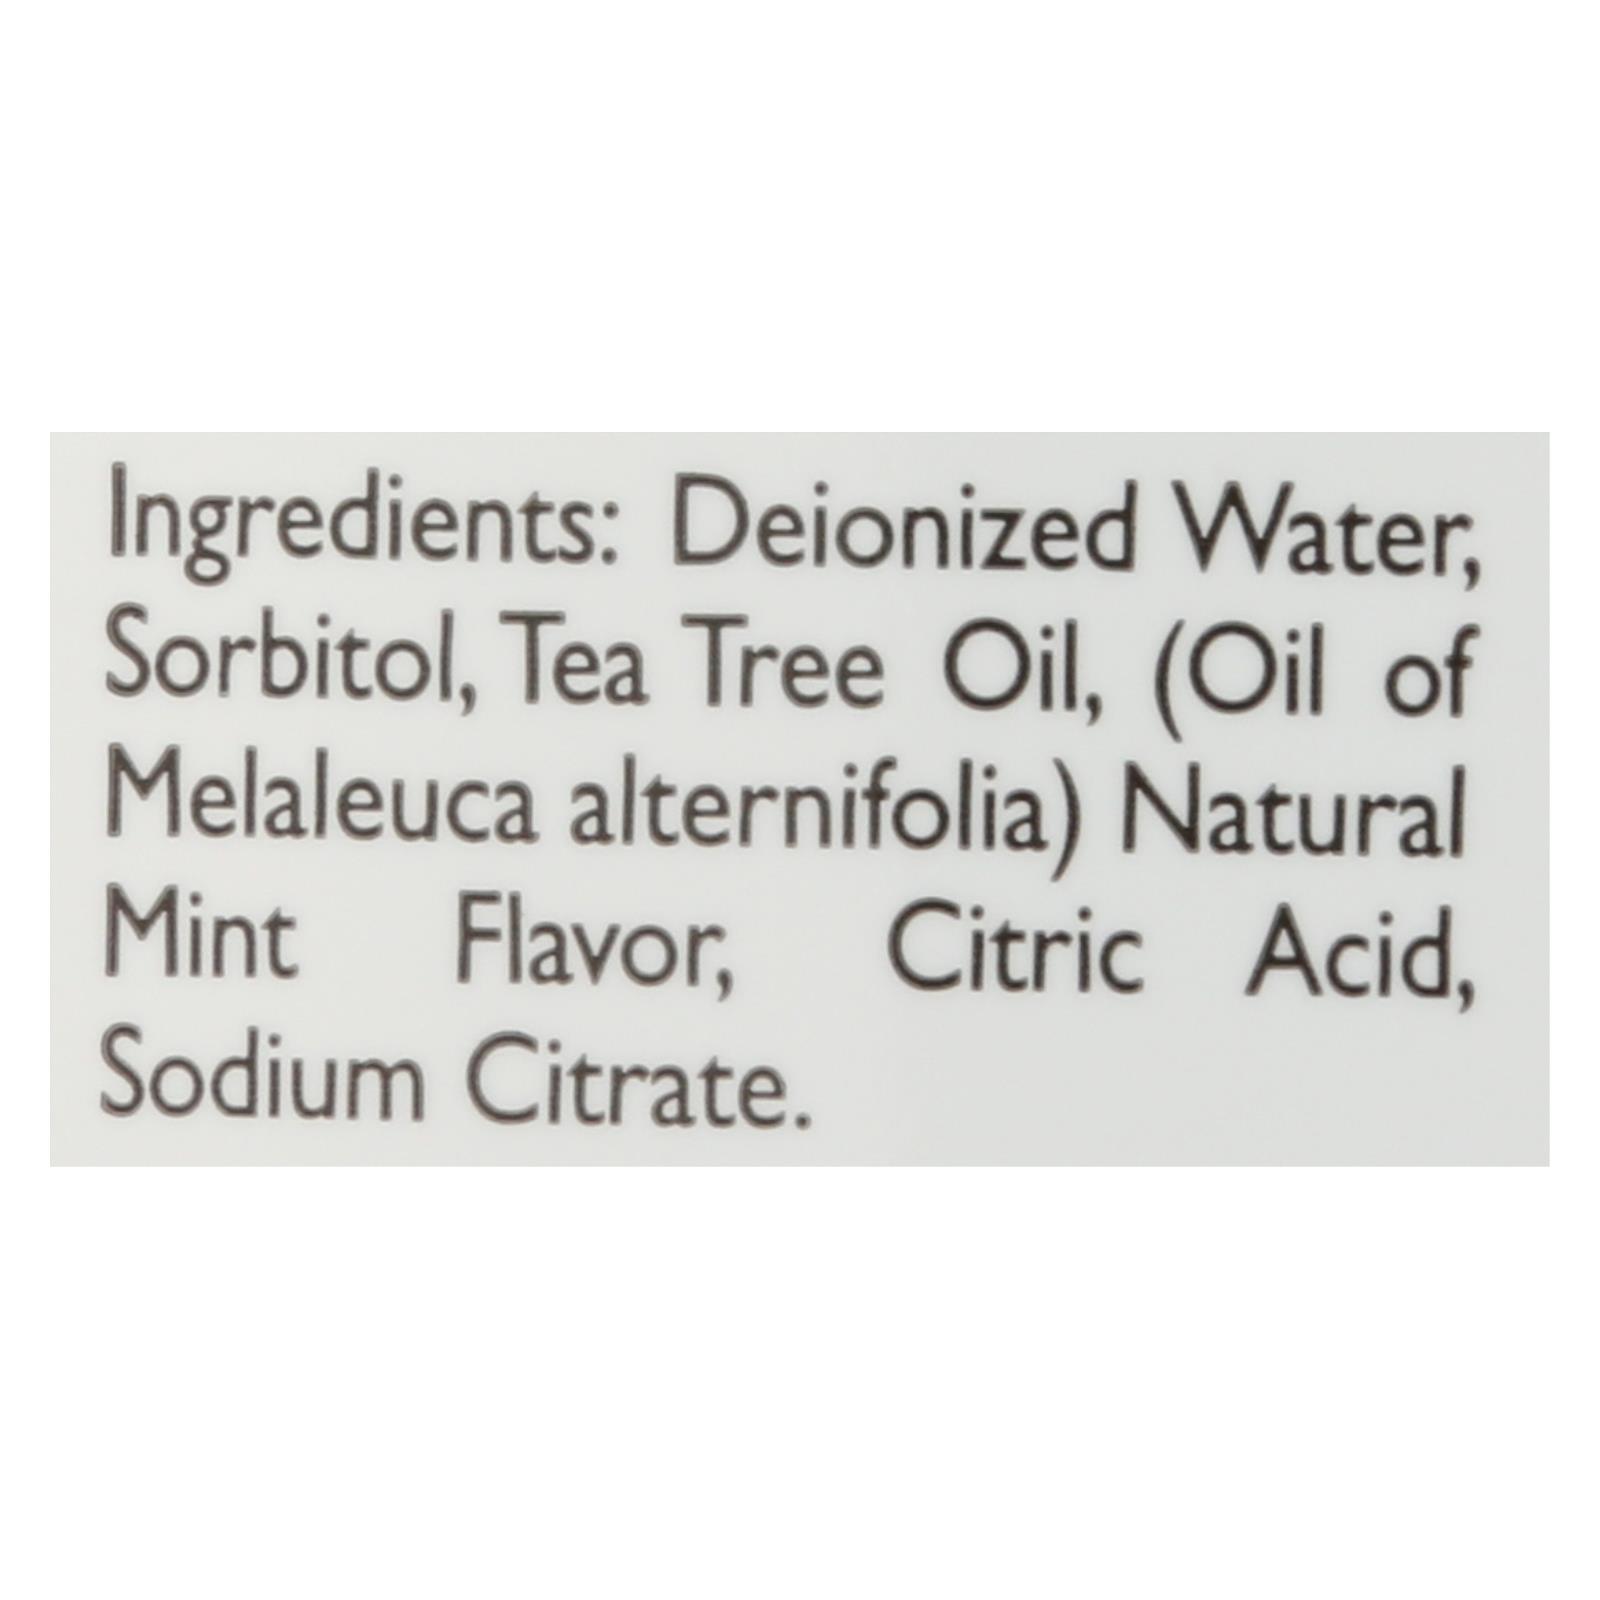 Ingredients: Deionized Water,
Sorbitol, Tea Tree Oil, (Oil of
Melaleuca alternifolia) Natural
Mint Flavor, Citric Acid,
Sodium Citrate.